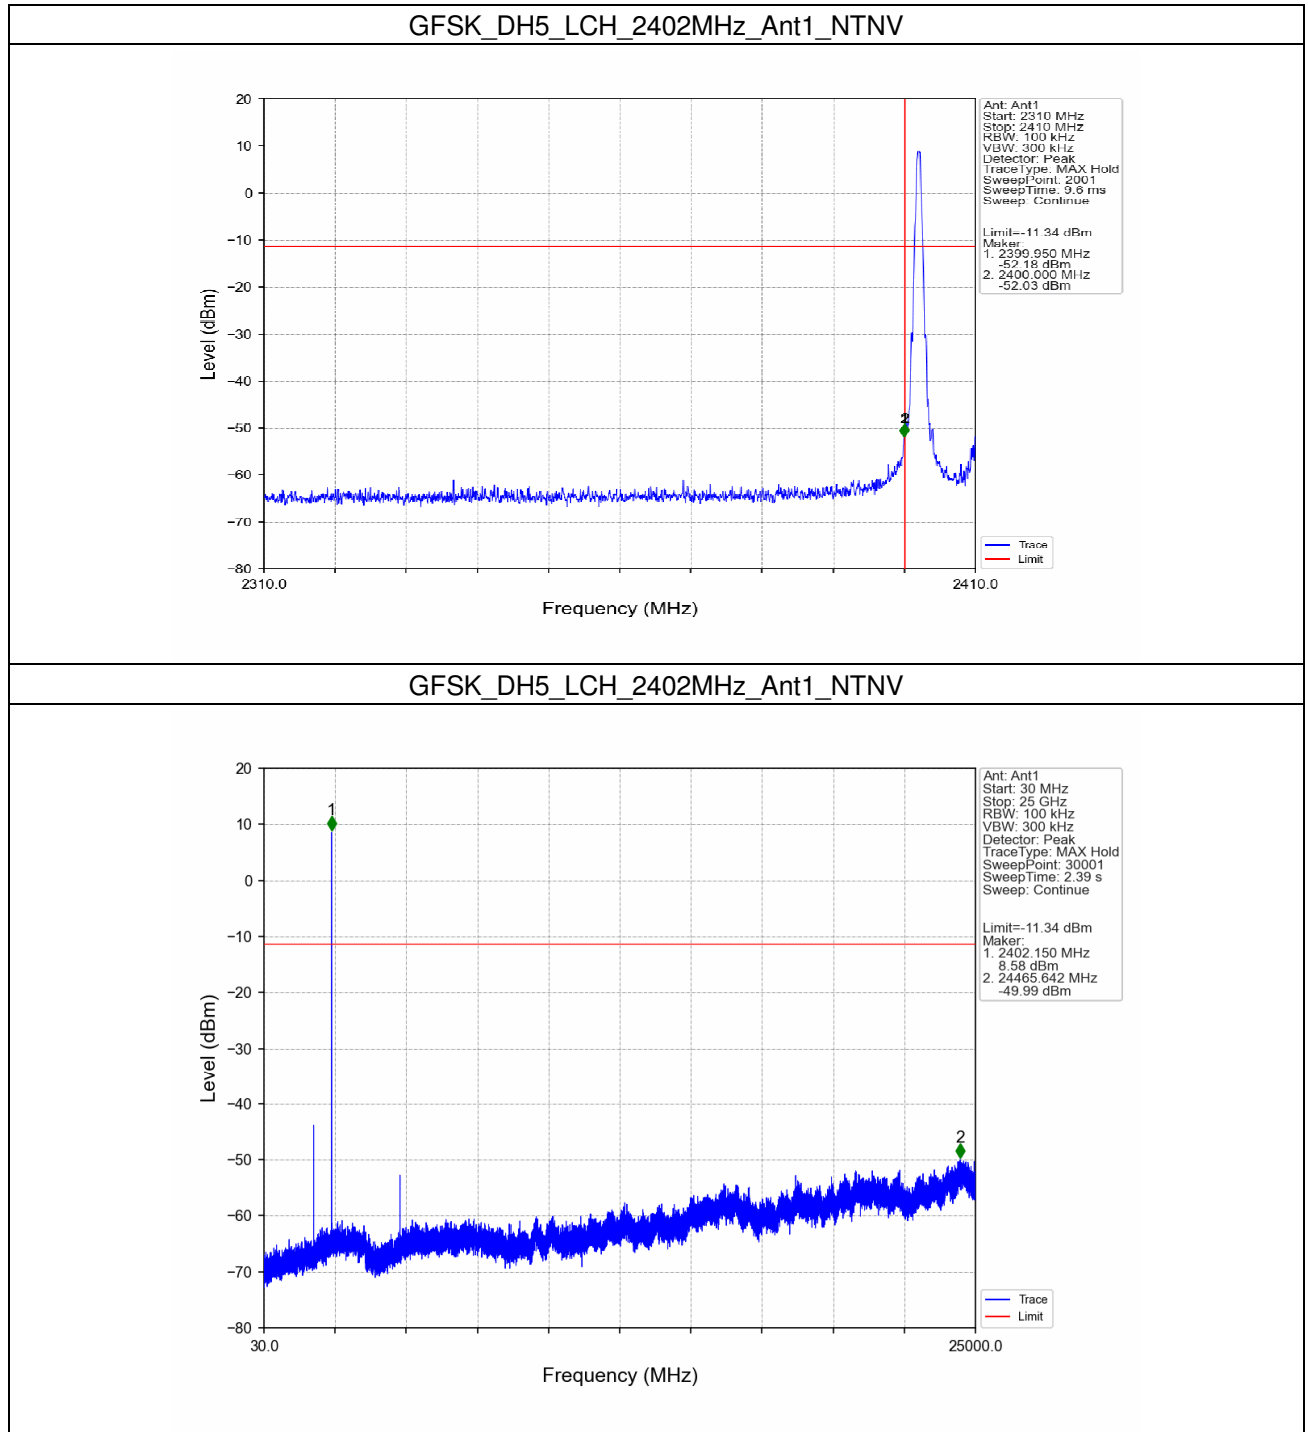 GFSK_DH5_LCH_2402MHz_Ant1_NTNV
20
10
0
−10
−20
−30
−40
−50
−60
−70
−80
Level (dBm)
2
2310.0
2410.0
Frequency (MHz)
Ant: Ant1
Start: 2310 MHz
Stop: 2410 MHz
RBW: 100 kHz
VBW: 300 kHz
Detector: Peak
TraceType: MAX Hold
SweepPoint: 2001
SweepTime: 9.6 ms
Sweep: Continue
Limit=-11.34 dBm
Maker:
1. 2399.950 MHz
-52.18 dBm
2. 2400.000 MHz
-52.03 dBm
Trace
Limit
GFSK_DH5_LCH_2402MHz_Ant1_NTNV
20
10
0
−10
−20
−30
−40
−50
−60
−70
−80
Level (dBm)
1
2
30.0
25000.0
Frequency (MHz)
Ant: Ant1
Start: 30 MHz
Stop: 25 GHz
RBW: 100 kHz
VBW: 300 kHz
Detector: Peak
TraceType: MAX Hold
SweepPoint: 30001
SweepTime: 2.39 s
Sweep: Continue
Limit=-11.34 dBm
Maker:
1. 2402.150 MHz
8.58 dBm
2. 24465.642 MHz
-49.99 dBm
Trace
Limit